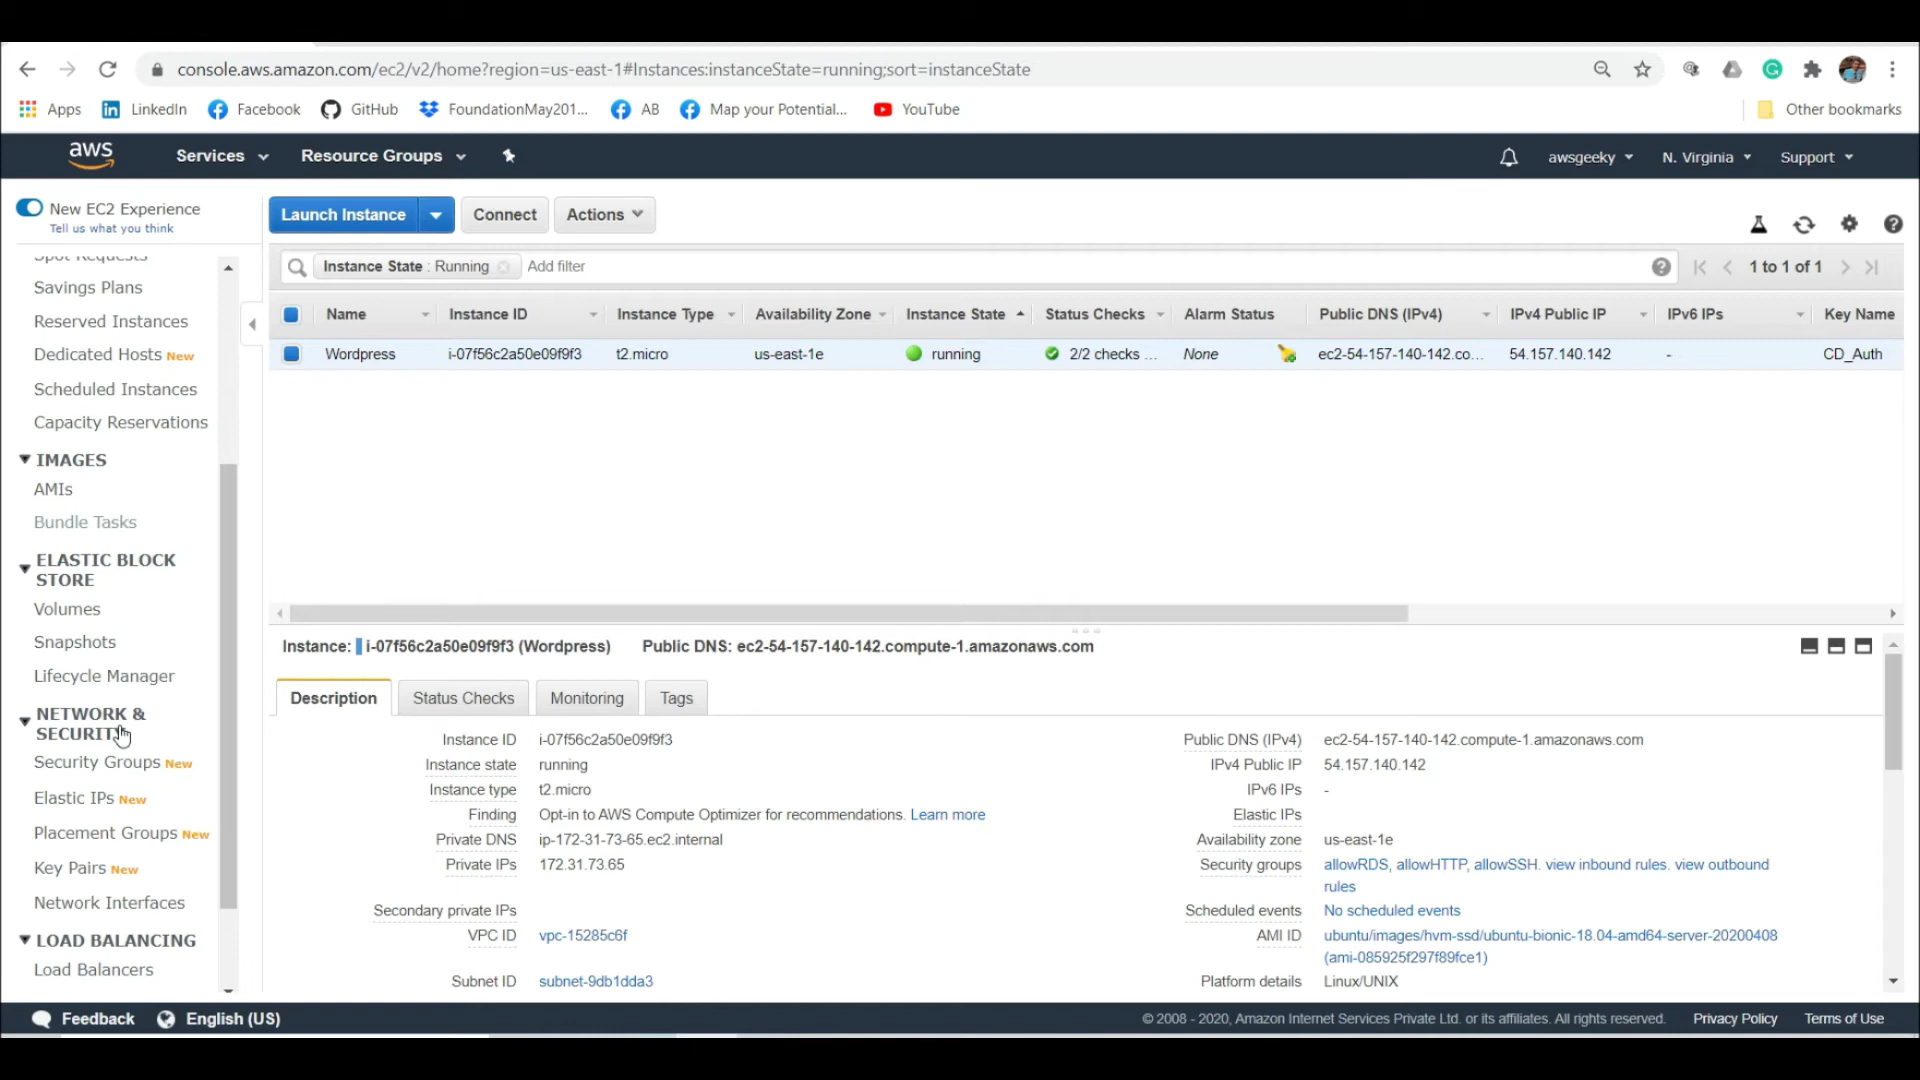 console.aws.amazon.com/ec2/v2/home?region=us-east-1#Instances:instanceState=running;sort=instanceState
Apps LinkedIn Facebook GitHub FoundationMay201... AB Map your Potential... YouTube Other bookmarks
aws Services Resource Groups awsgeeky N. Virginia Support
New EC2 Experience
Tell us what you think
Spot Requests
Savings Plans
Reserved Instances
Dedicated Hosts New
Scheduled Instances
Capacity Reservations
IMAGES
AMIs
Bundle Tasks
ELASTIC BLOCK
STORE
Volumes
Snapshots
Lifecycle Manager
NETWORK &
SECURITY
Security Groups New
Elastic IPs New
Placement Groups New
Key Pairs New
Network Interfaces
LOAD BALANCING
Load Balancers
Launch Instance Connect Actions
Instance State : Running Add filter 1 to 1 of 1
Name Instance ID Instance Type Availability Zone Instance State Status Checks Alarm Status Public DNS (IPv4) IPv4 Public IP IPv6 IPs Key Name
Wordpress i-07f56c2a50e09f9f3 t2.micro us-east-1e running 2/2 checks ... None ec2-54-157-140-142.co... 54.157.140.142 - CD_Auth
Instance: i-07f56c2a50e09f9f3 (Wordpress) Public DNS: ec2-54-157-140-142.compute-1.amazonaws.com
Description Status Checks Monitoring Tags
Instance ID i-07f56c2a50e09f9f3
Instance state running
Instance type t2.micro
Finding Opt-in to AWS Compute Optimizer for recommendations. Learn more
Private DNS ip-172-31-73-65.ec2.internal
Private IPs 172.31.73.65
Secondary private IPs
VPC ID vpc-15285c6f
Subnet ID subnet-9db1dda3
Public DNS (IPv4) ec2-54-157-140-142.compute-1.amazonaws.com
IPv4 Public IP 54.157.140.142
IPv6 IPs -
Elastic IPs
Availability zone us-east-1e
Security groups allowRDS, allowHTTP, allowSSH. view inbound rules. view outbound
rules
Scheduled events No scheduled events
AMI ID ubuntu/images/hvm-ssd/ubuntu-bionic-18.04-amd64-server-20200408
(ami-085925f297f89fce1)
Platform details Linux/UNIX
Feedback English (US) © 2008 - 2020, Amazon Internet Services Private Ltd. or its affiliates. All rights reserved. Privacy Policy Terms of Use